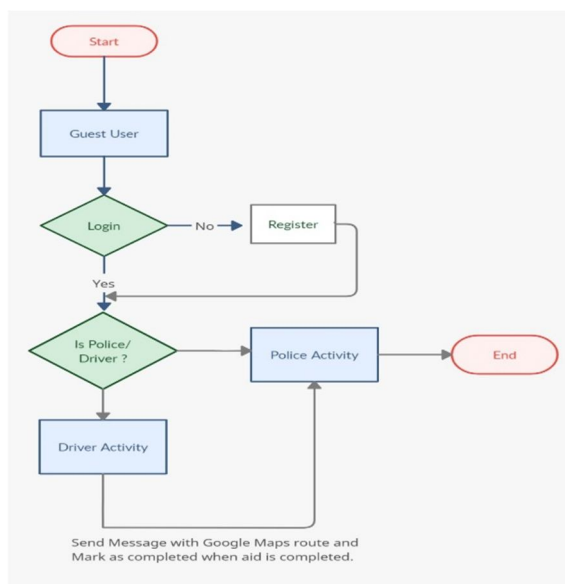 Start
Guest User
Login
No
Register
Yes
Is Police/
Driver ?
Police Activity
End
Driver Activity
Send Message with Google Maps route and
Mark as completed when aid is completed.